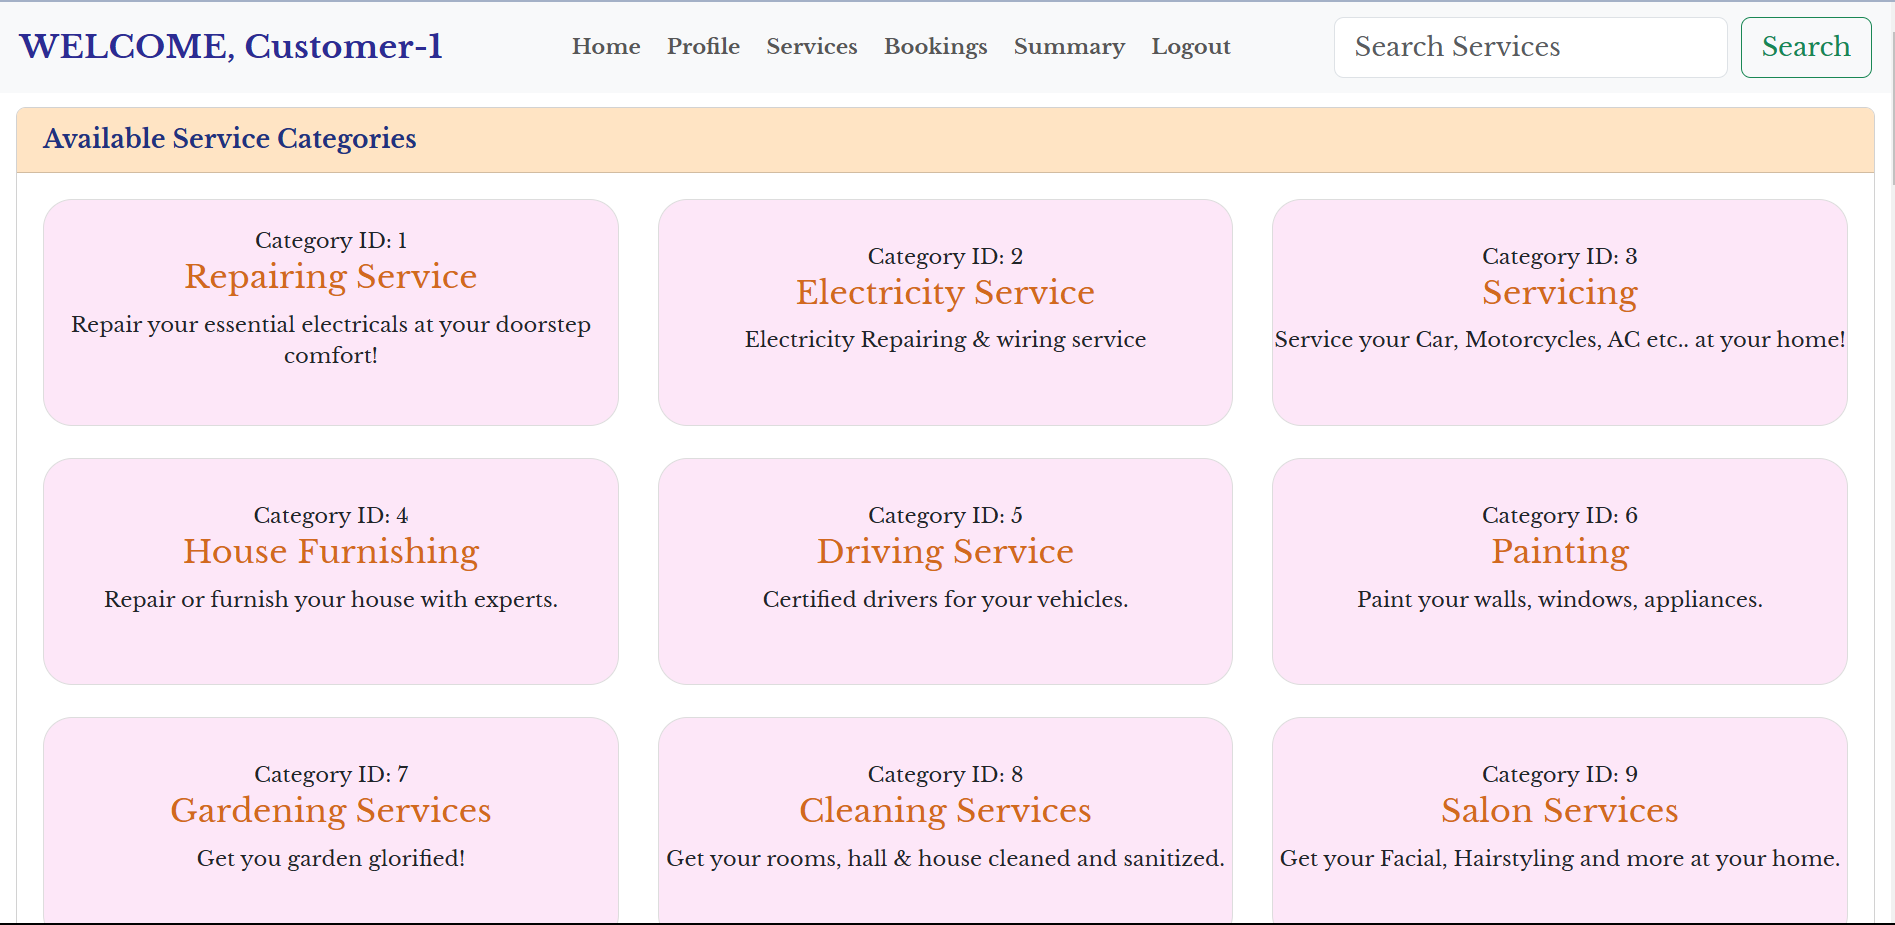 WELCOME, Customer-1
Home Profile Services Bookings Summary Logout
Search Services
Search
Available Service Categories
Category ID: 1
Repairing Service
Repair your essential electricals at your doorstep
comfort!
Category ID: 2
Electricity Service
Electricity Repairing & wiring service
Category ID: 3
Servicing
Service your Car, Motorcycles, AC etc.. at your home!
Category ID: 4
House Furnishing
Repair or furnish your house with experts.
Category ID: 5
Driving Service
Certified drivers for your vehicles.
Category ID: 6
Painting
Paint your walls, windows, appliances.
Category ID: 7
Gardening Services
Get you garden glorified!
Category ID: 8
Cleaning Services
Get your rooms, hall & house cleaned and sanitized.
Category ID: 9
Salon Services
Get your Facial, Hairstyling and more at your home.